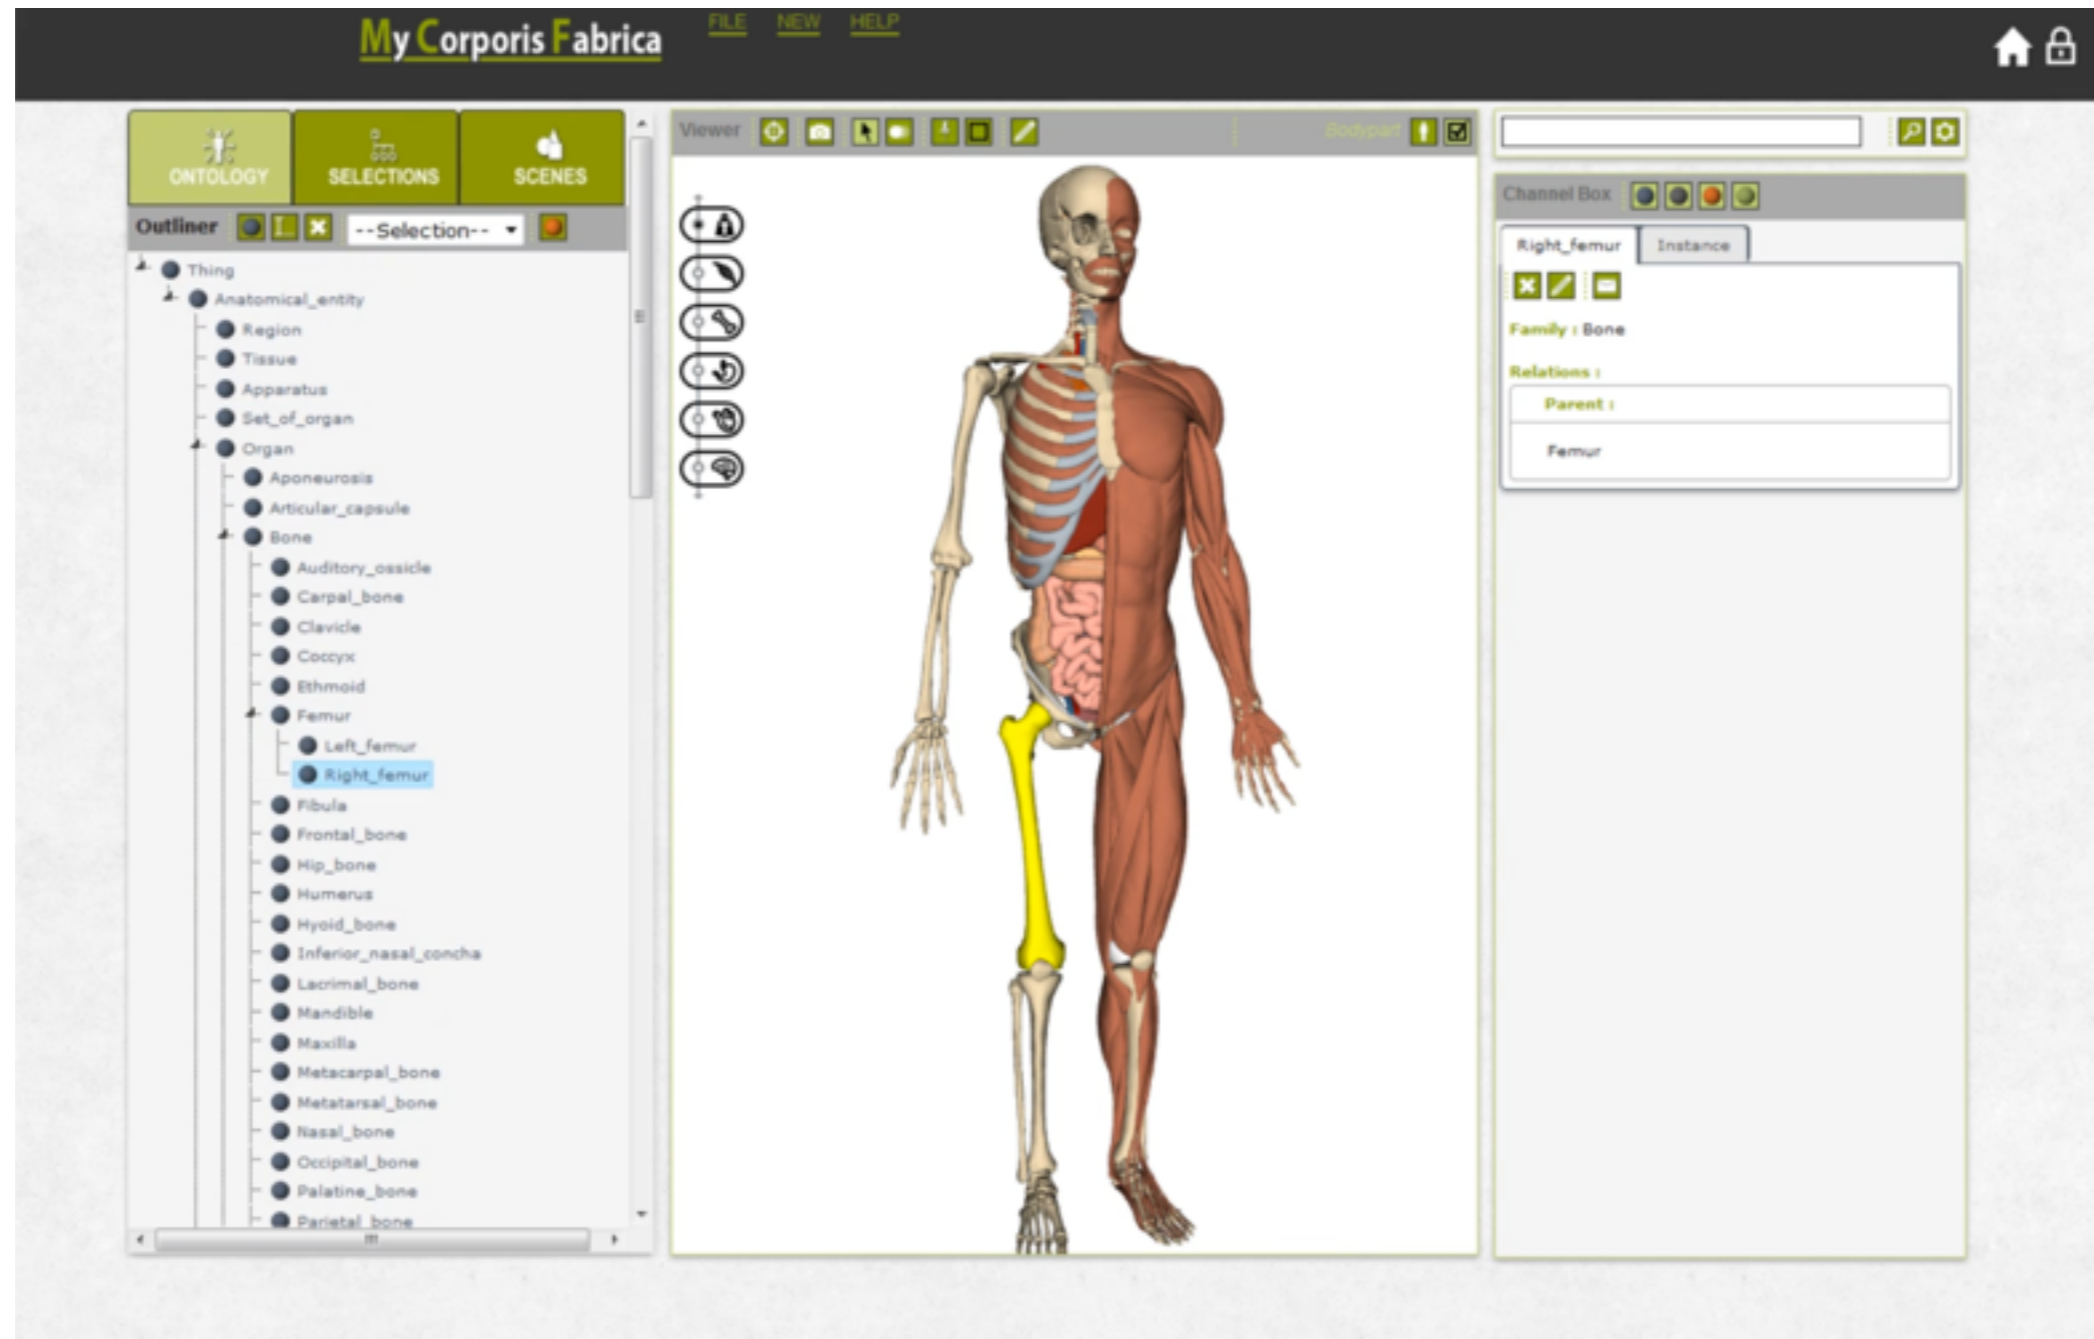 My Corporis Fabrica
FILE NEW HELP
ONTOLOGY SELECTIONS SCENES
Outliner --Selection--
Thing
Anatomical_entity
Region
Tissue
Apparatus
Set_of_organ
Organ
Aponeurosis
Articular_capsule
Bone
Auditory_ossicle
Carpal_bone
Clavicle
Coccyx
Ethmoid
Femur
Left_femur
Right_femur
Fibula
Frontal_bone
Hip_bone
Humerus
Hyoid_bone
Inferior_nasal_concha
Lacrimal_bone
Mandible
Maxilla
Metacarpal_bone
Metatarsal_bone
Nasal_bone
Occipital_bone
Palatine_bone
Parietal_bone
Viewer Bodypart
Channel Box
Right_femur Instance
Family : Bone
Relations :
Parent :
Femur